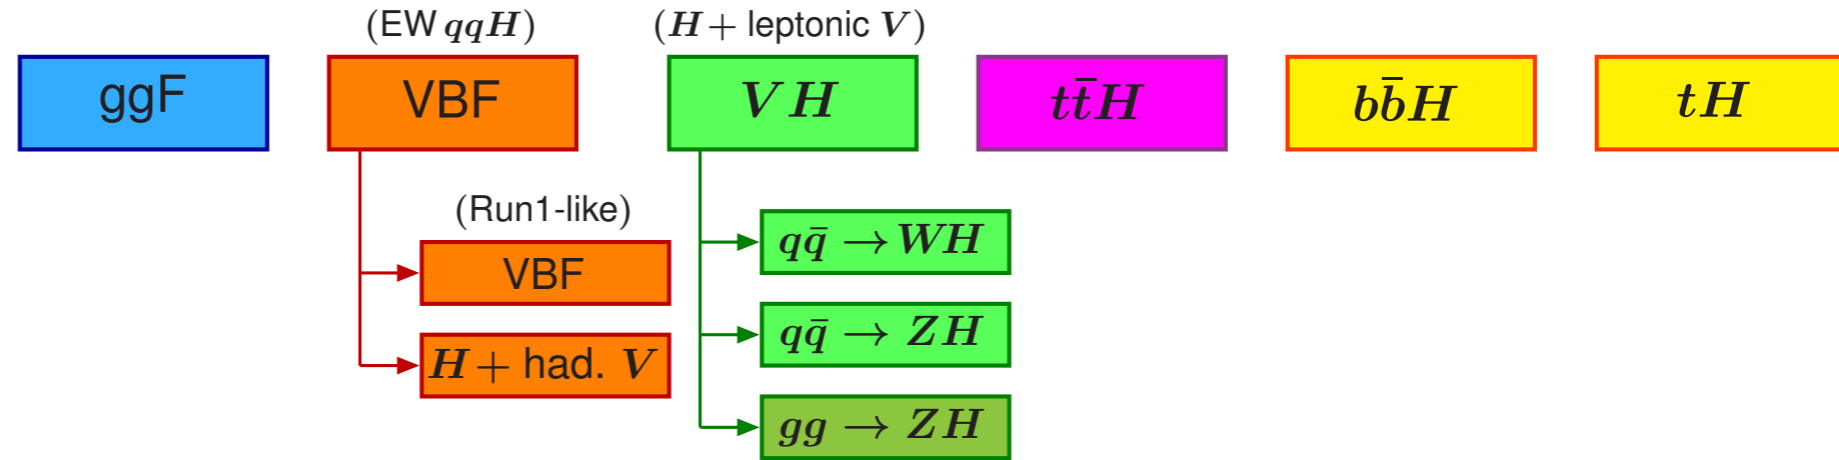 (EW qqH)
(H + leptonic V)
ggF
VBF
VH
tt̄H
bb̄H
tH
(Run1-like)
VBF
H + had. V
qq̄ → WH
qq̄ → ZH
gg → ZH